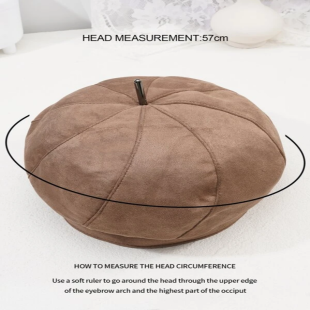 HEAD MEASUREMENT:57cm
HOW TO MEASURE THE HEAD CIRCUMFERENCE
Use a soft ruler to go around the head through the upper edge
of the eyebrow arch and the highest part of the occiput